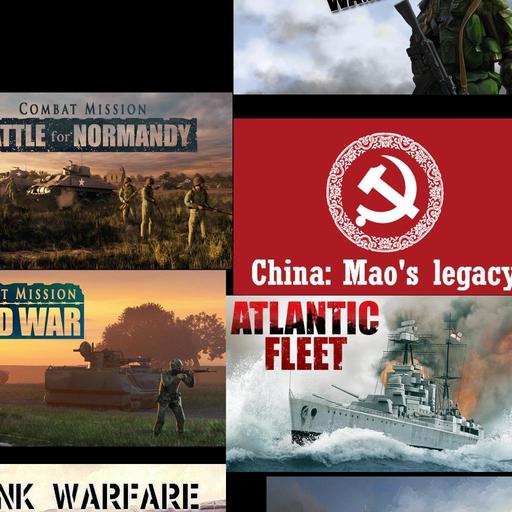 COMBAT MISSION
TTLE for NORMANDY
T MISSION
D WAR
NK WARFARE
China: Mao's legacy
ATLANTIC
FLEET